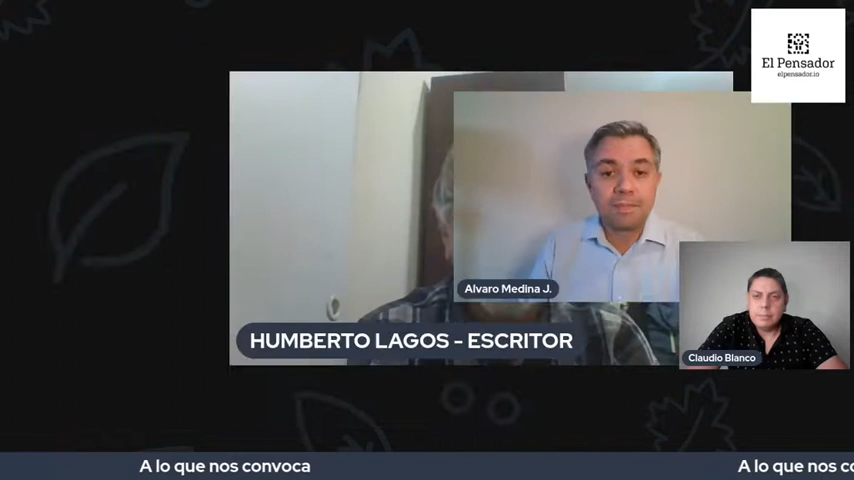 El Pensador
elpensador.io
Alvaro Medina J.
HUMBERTO LAGOS - ESCRITOR
Claudio Blanco
A lo que nos convoca
A lo que nos co